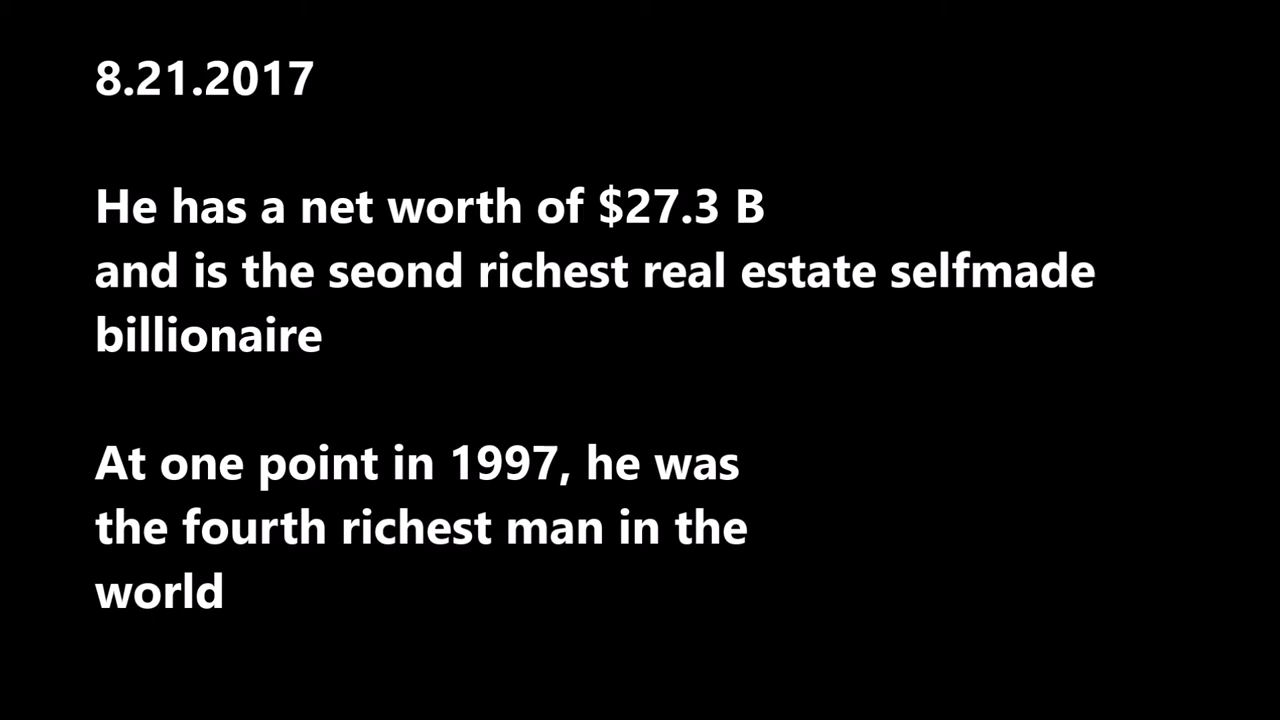 8.21.2017
He has a net worth of $27.3 B
and is the seond richest real estate selfmade
billionaire
At one point in 1997, he was
the fourth richest man in the
world